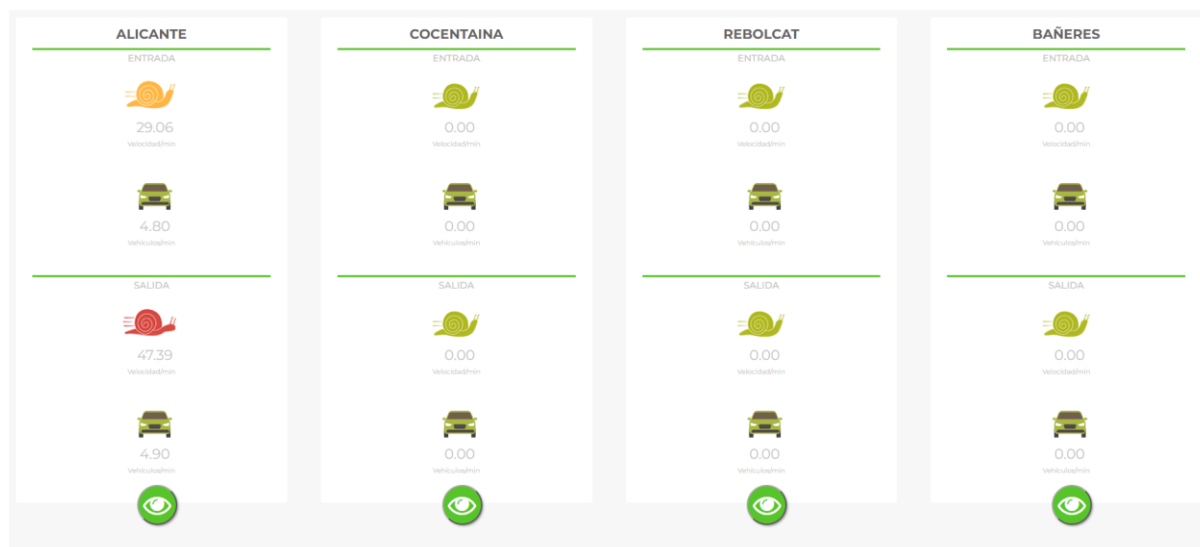 ALICANTE
ENTRADA
29.06
Velocidad/min
4.80
Vehículos/min
SALIDA
47.39
Velocidad/min
4.90
Vehículos/min
COCENTAINA
ENTRADA
0.00
Velocidad/min
0.00
Vehículos/min
SALIDA
0.00
Velocidad/min
0.00
Vehículos/min
REBOLCAT
ENTRADA
0.00
Velocidad/min
0.00
Vehículos/min
SALIDA
0.00
Velocidad/min
0.00
Vehículos/min
BAÑERES
ENTRADA
0.00
Velocidad/min
0.00
Vehículos/min
SALIDA
0.00
Velocidad/min
0.00
Vehículos/min